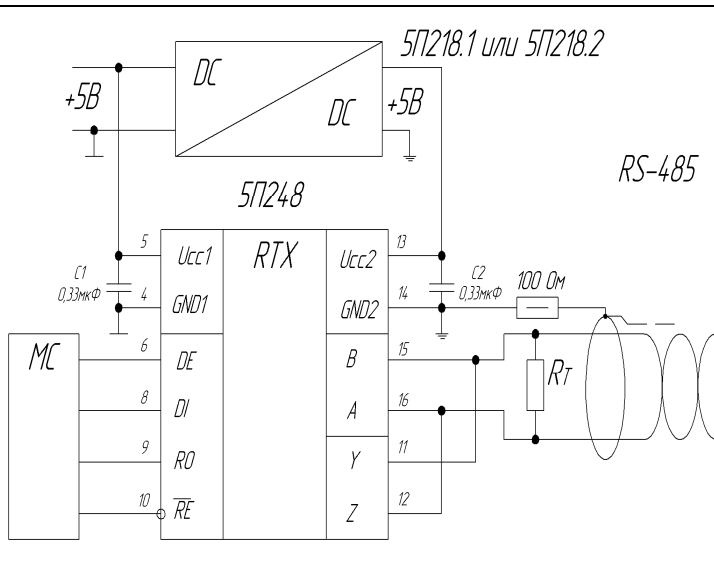 5П218.1 или 5П218.2
DC
+5В
DC
+5В
RS-485
5П248
5
Ucc1
RTX
Ucc2
13
C1
0,33мкФ
4
GND1
GND2
14
C2
0,33мкФ
100 Ом
МС
6
DE
B
15
RT
8
DI
A
16
9
RO
Y
11
10
RE
Z
12